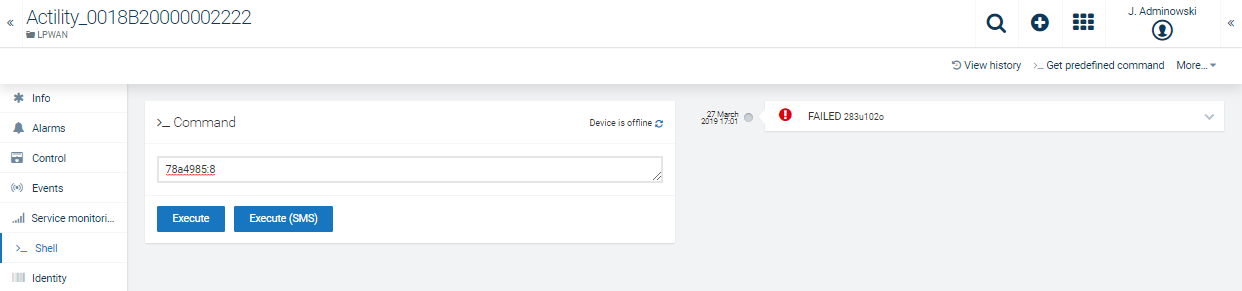 Actility_0018B20000002222
LPWAN
J. Adminowski
View history
Get predefined command
More...
Info
Alarms
Control
Events
Service monitori...
Shell
Identity
>_ Command
Device is offline
78a4985:8
Execute
Execute (SMS)
27 March
2019 17:01
FAILED 283u102o